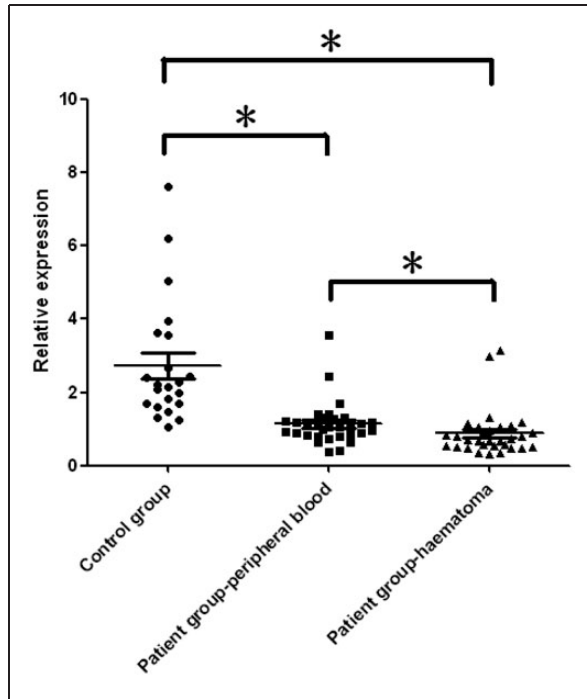 *
*
*
10
8
6
4
2
0
Relative expression
Control group
Patient group-peripheral blood
Patient group-haematoma